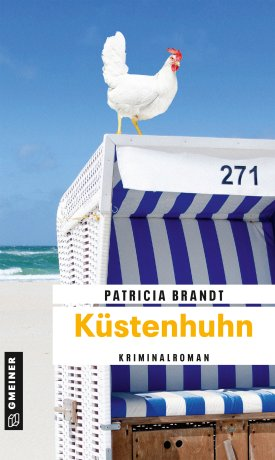 271
PATRICIA BRANDT
Küstenhuhn
KRIMINALROMAN
GMEINER